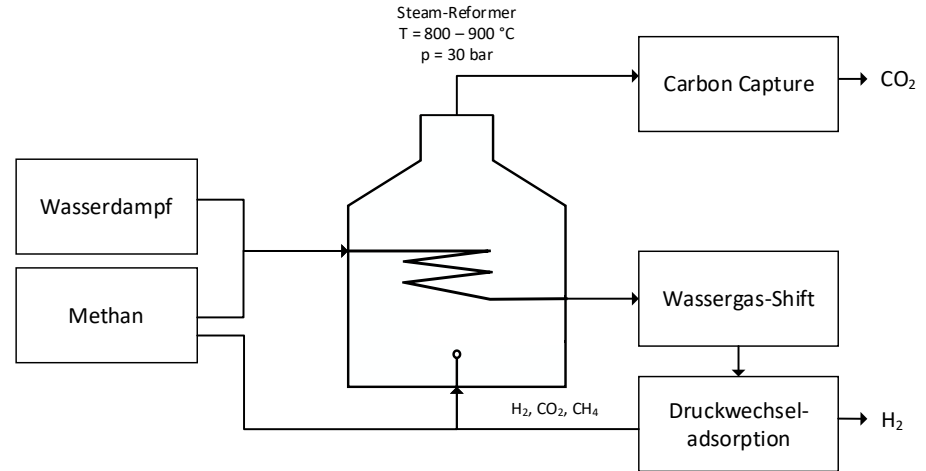 Steam-Reformer
T = 800 – 900 °C
p = 30 bar
Carbon Capture
CO₂
Wasserdampf
Methan
Wassergas-Shift
H₂, CO₂, CH₄
Druckwechsel-
adsorption
H₂